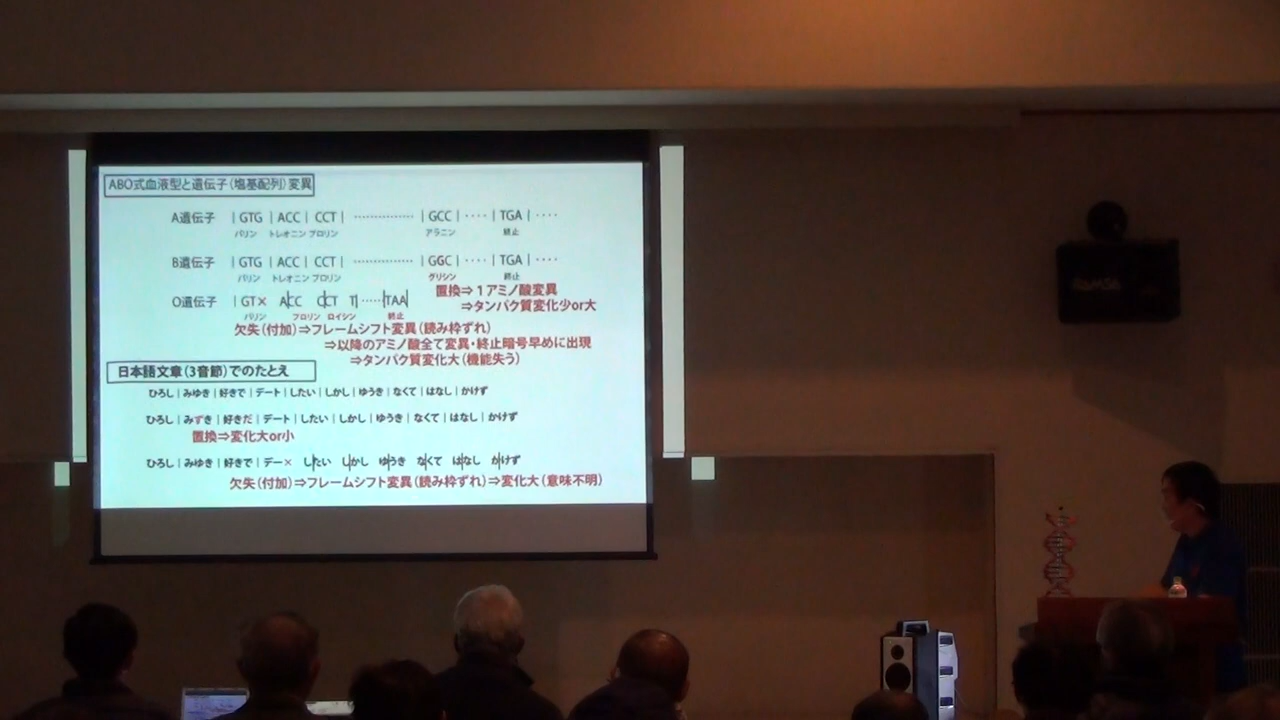 ABO式血液型と遺伝子(塩基配列)変異
A遺伝子 | GTG | ACC | CCT | ··············· | GCC | ···· | TGA | ····
バリン トレオニン プロリン アラニン 終止
B遺伝子 | GTG | ACC | CCT | ··············· | GGC | ···· | TGA | ····
バリン トレオニン プロリン グリシン 終止
置換⇒1アミノ酸変異
⇒タンパク質変化少or大
O遺伝子 | GT× A|CC C|CT T| ····· |TAA|
バリン プロリン ロイシン 終止
欠失(付加)⇒フレームシフト変異(読み枠ずれ)
⇒以降のアミノ酸全て変異・終止暗号早めに出現
⇒タンパク質変化大(機能失う)
日本語文章(3音節)でのたとえ
ひろし | みゆき | 好きで | デート | したい | しかし | ゆうき | なくて | はなし | かけず
ひろし | みずき | 好きだ | デート | したい | しかし | ゆうき | なくて | はなし | かけず
置換⇒変化大or小
ひろし | みゆき | 好きで | デー× し|たい し|かし ゆ|うき な|くて は|なし か|けず
欠失(付加)⇒フレームシフト変異(読み枠ずれ)⇒変化大(意味不明)